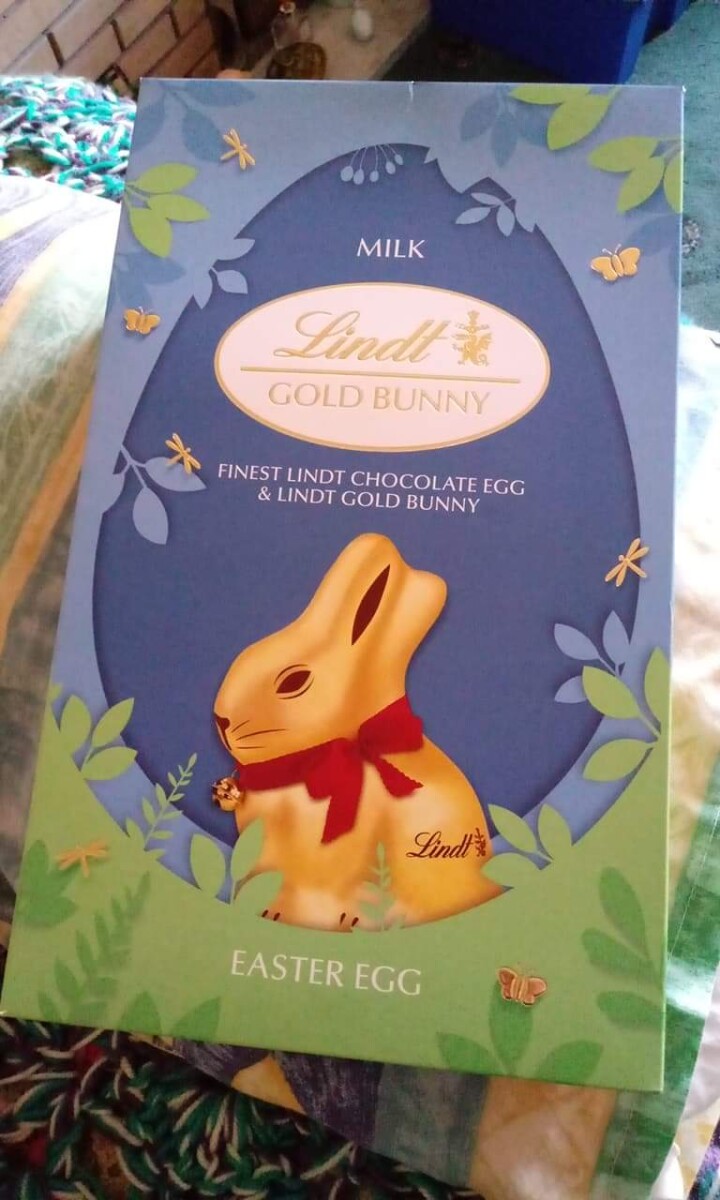 MILK
Lindt
GOLD BUNNY
FINEST LINDT CHOCOLATE EGG
& LINDT GOLD BUNNY
Lindt
EASTER EGG